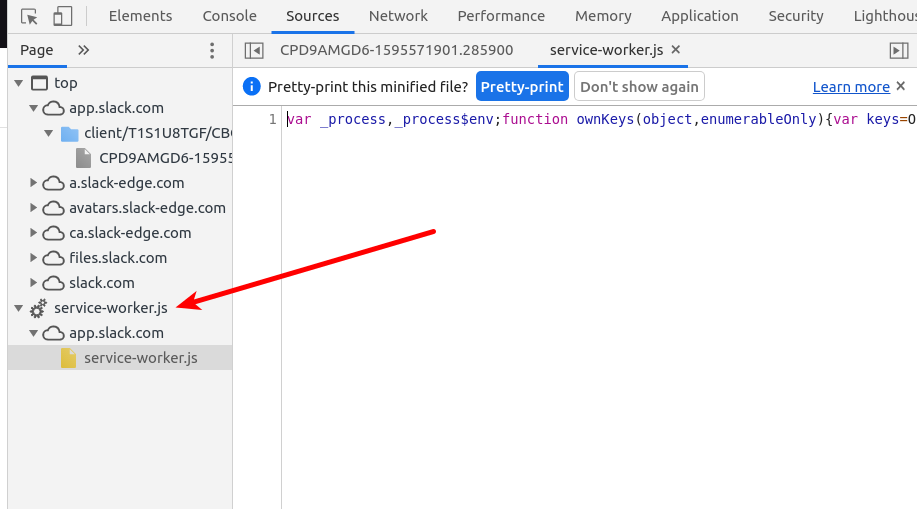 Elements Console Sources Network Performance Memory Application Security Lighthous
Page CPD9AMGD6-1595571901.285900 service-worker.js
Pretty-print this minified file? Pretty-print Don't show again Learn more
top
app.slack.com
client/T1S1U8TGF/CB
CPD9AMGD6-15955
a.slack-edge.com
avatars.slack-edge.com
ca.slack-edge.com
files.slack.com
slack.com
service-worker.js
app.slack.com
service-worker.js
1 var _process,_process$env;function ownKeys(object,enumerableOnly){var keys=O